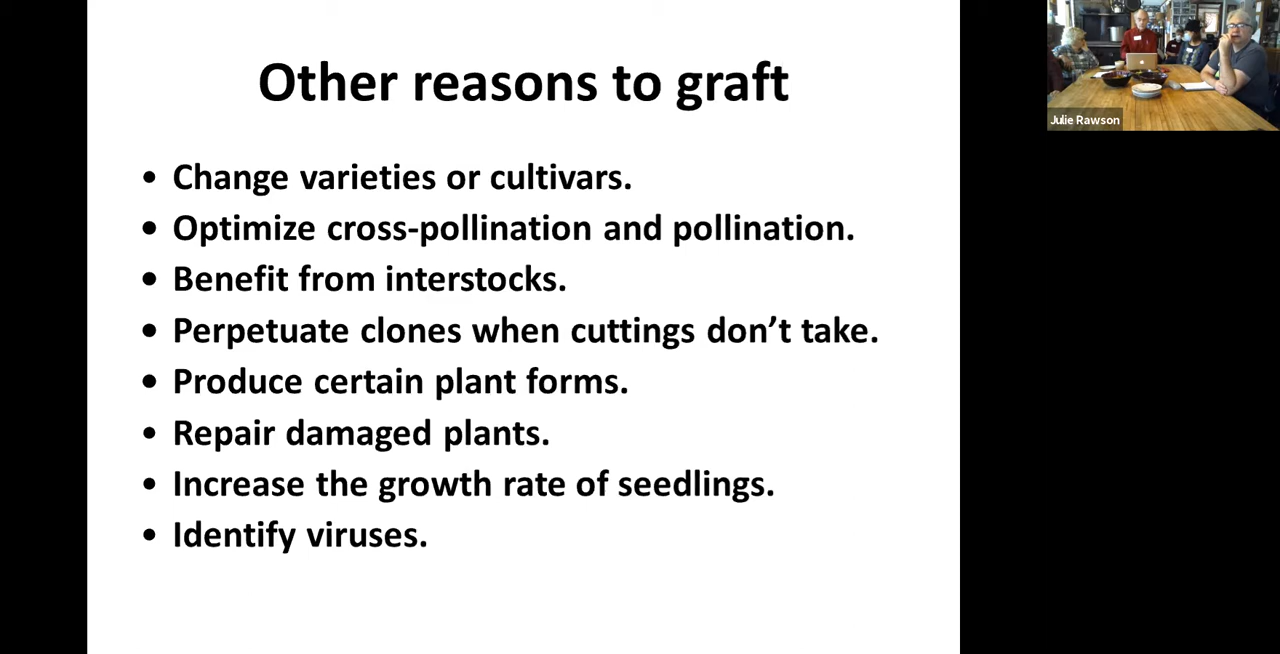 Other reasons to graft
• Change varieties or cultivars.
• Optimize cross-pollination and pollination.
• Benefit from interstocks.
• Perpetuate clones when cuttings don’t take.
• Produce certain plant forms.
• Repair damaged plants.
• Increase the growth rate of seedlings.
• Identify viruses.
Julie Rawson